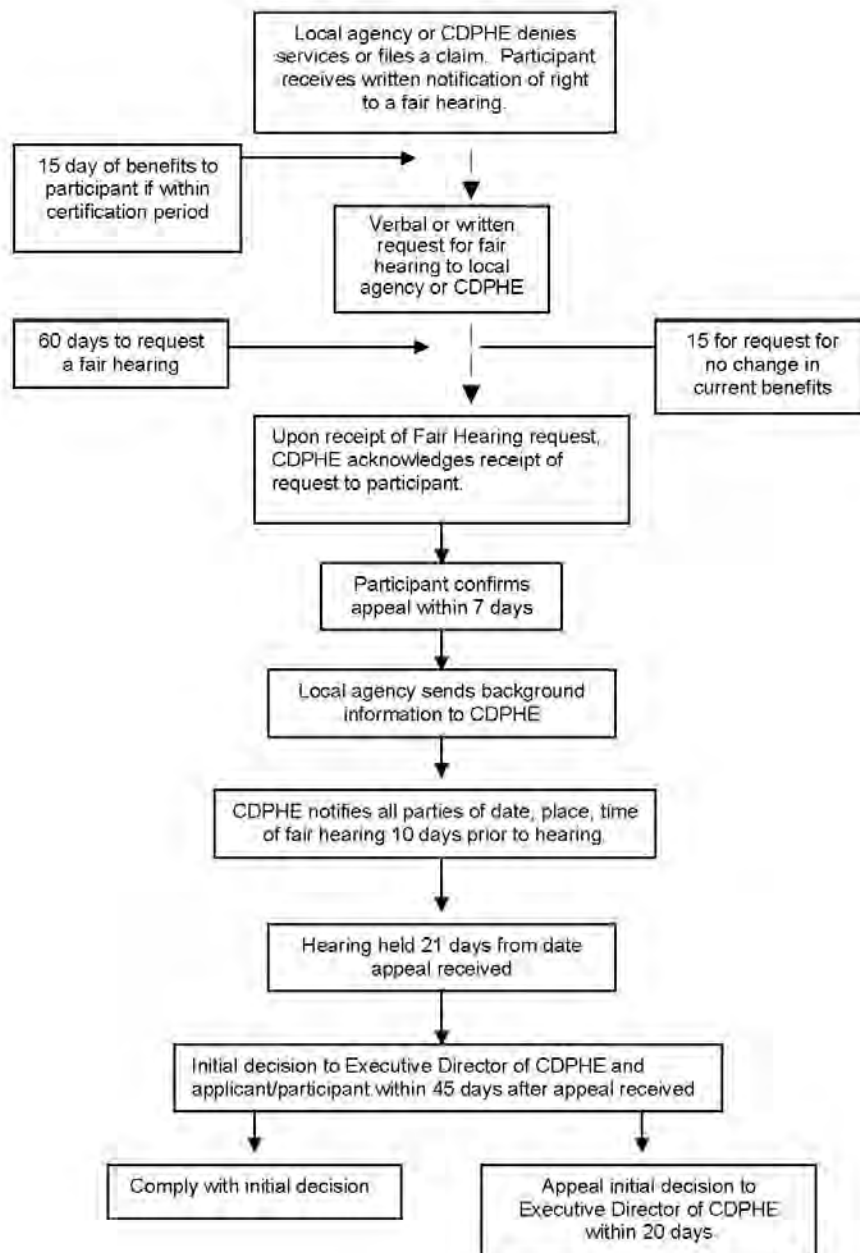 Local agency or CDPHE denies
services or files a claim.  Participant
receives written notification of right
to a fair hearing.
15 day of benefits to
participant if within
certification period
Verbal or written
request for fair
hearing to local
agency or CDPHE
60 days to request
a fair hearing
15 for request for
no change in
current benefits
Upon receipt of Fair Hearing request,
CDPHE acknowledges receipt of
request to participant.
Participant confirms
appeal within 7 days
Local agency sends background
information to CDPHE
CDPHE notifies all parties of date, place, time
of fair hearing 10 days prior to hearing.
Hearing held 21 days from date
appeal received
Initial decision to Executive Director of CDPHE and
applicant/participant within 45 days after appeal received
Comply with initial decision
Appeal initial decision to
Executive Director of CDPHE
within 20 days